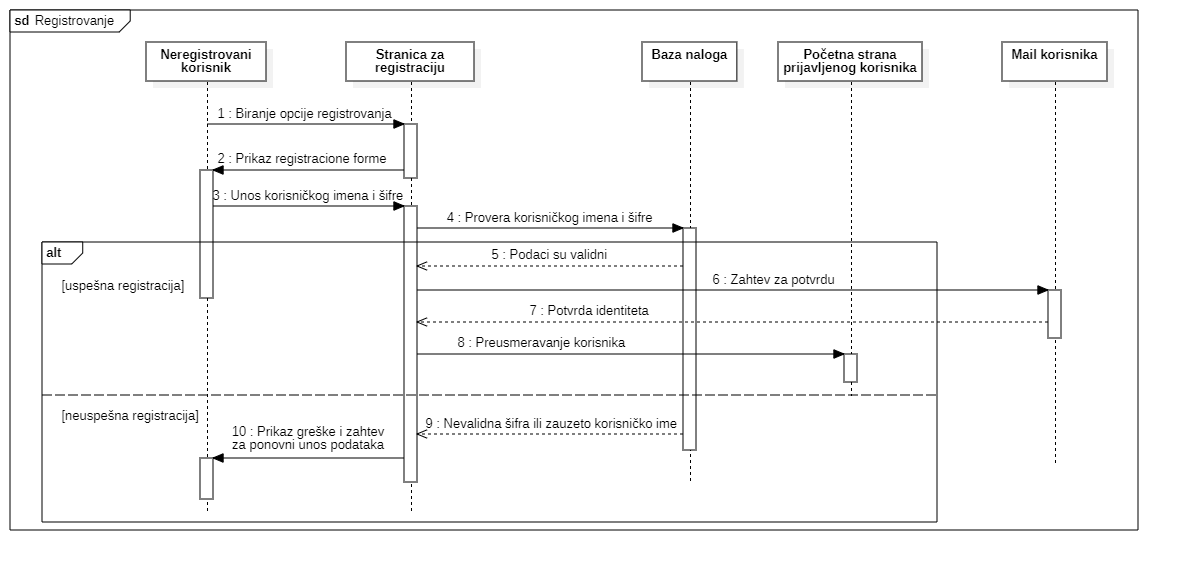 sd Registrovanje
Neregistrovani
korisnik
Stranica za
registraciju
Baza naloga
Početna strana
prijavljenog korisnika
Mail korisnika
1 : Biranje opcije registrovanja
2 : Prikaz registracione forme
3 : Unos korisničkog imena i šifre
4 : Provera korisničkog imena i šifre
alt
5 : Podaci su validni
[uspešna registracija]
6 : Zahtev za potvrdu
7 : Potvrda identiteta
8 : Preusmeravanje korisnika
[neuspešna registracija]
9 : Nevalidna šifra ili zauzeto korisničko ime
10 : Prikaz greške i zahtev
za ponovni unos podataka